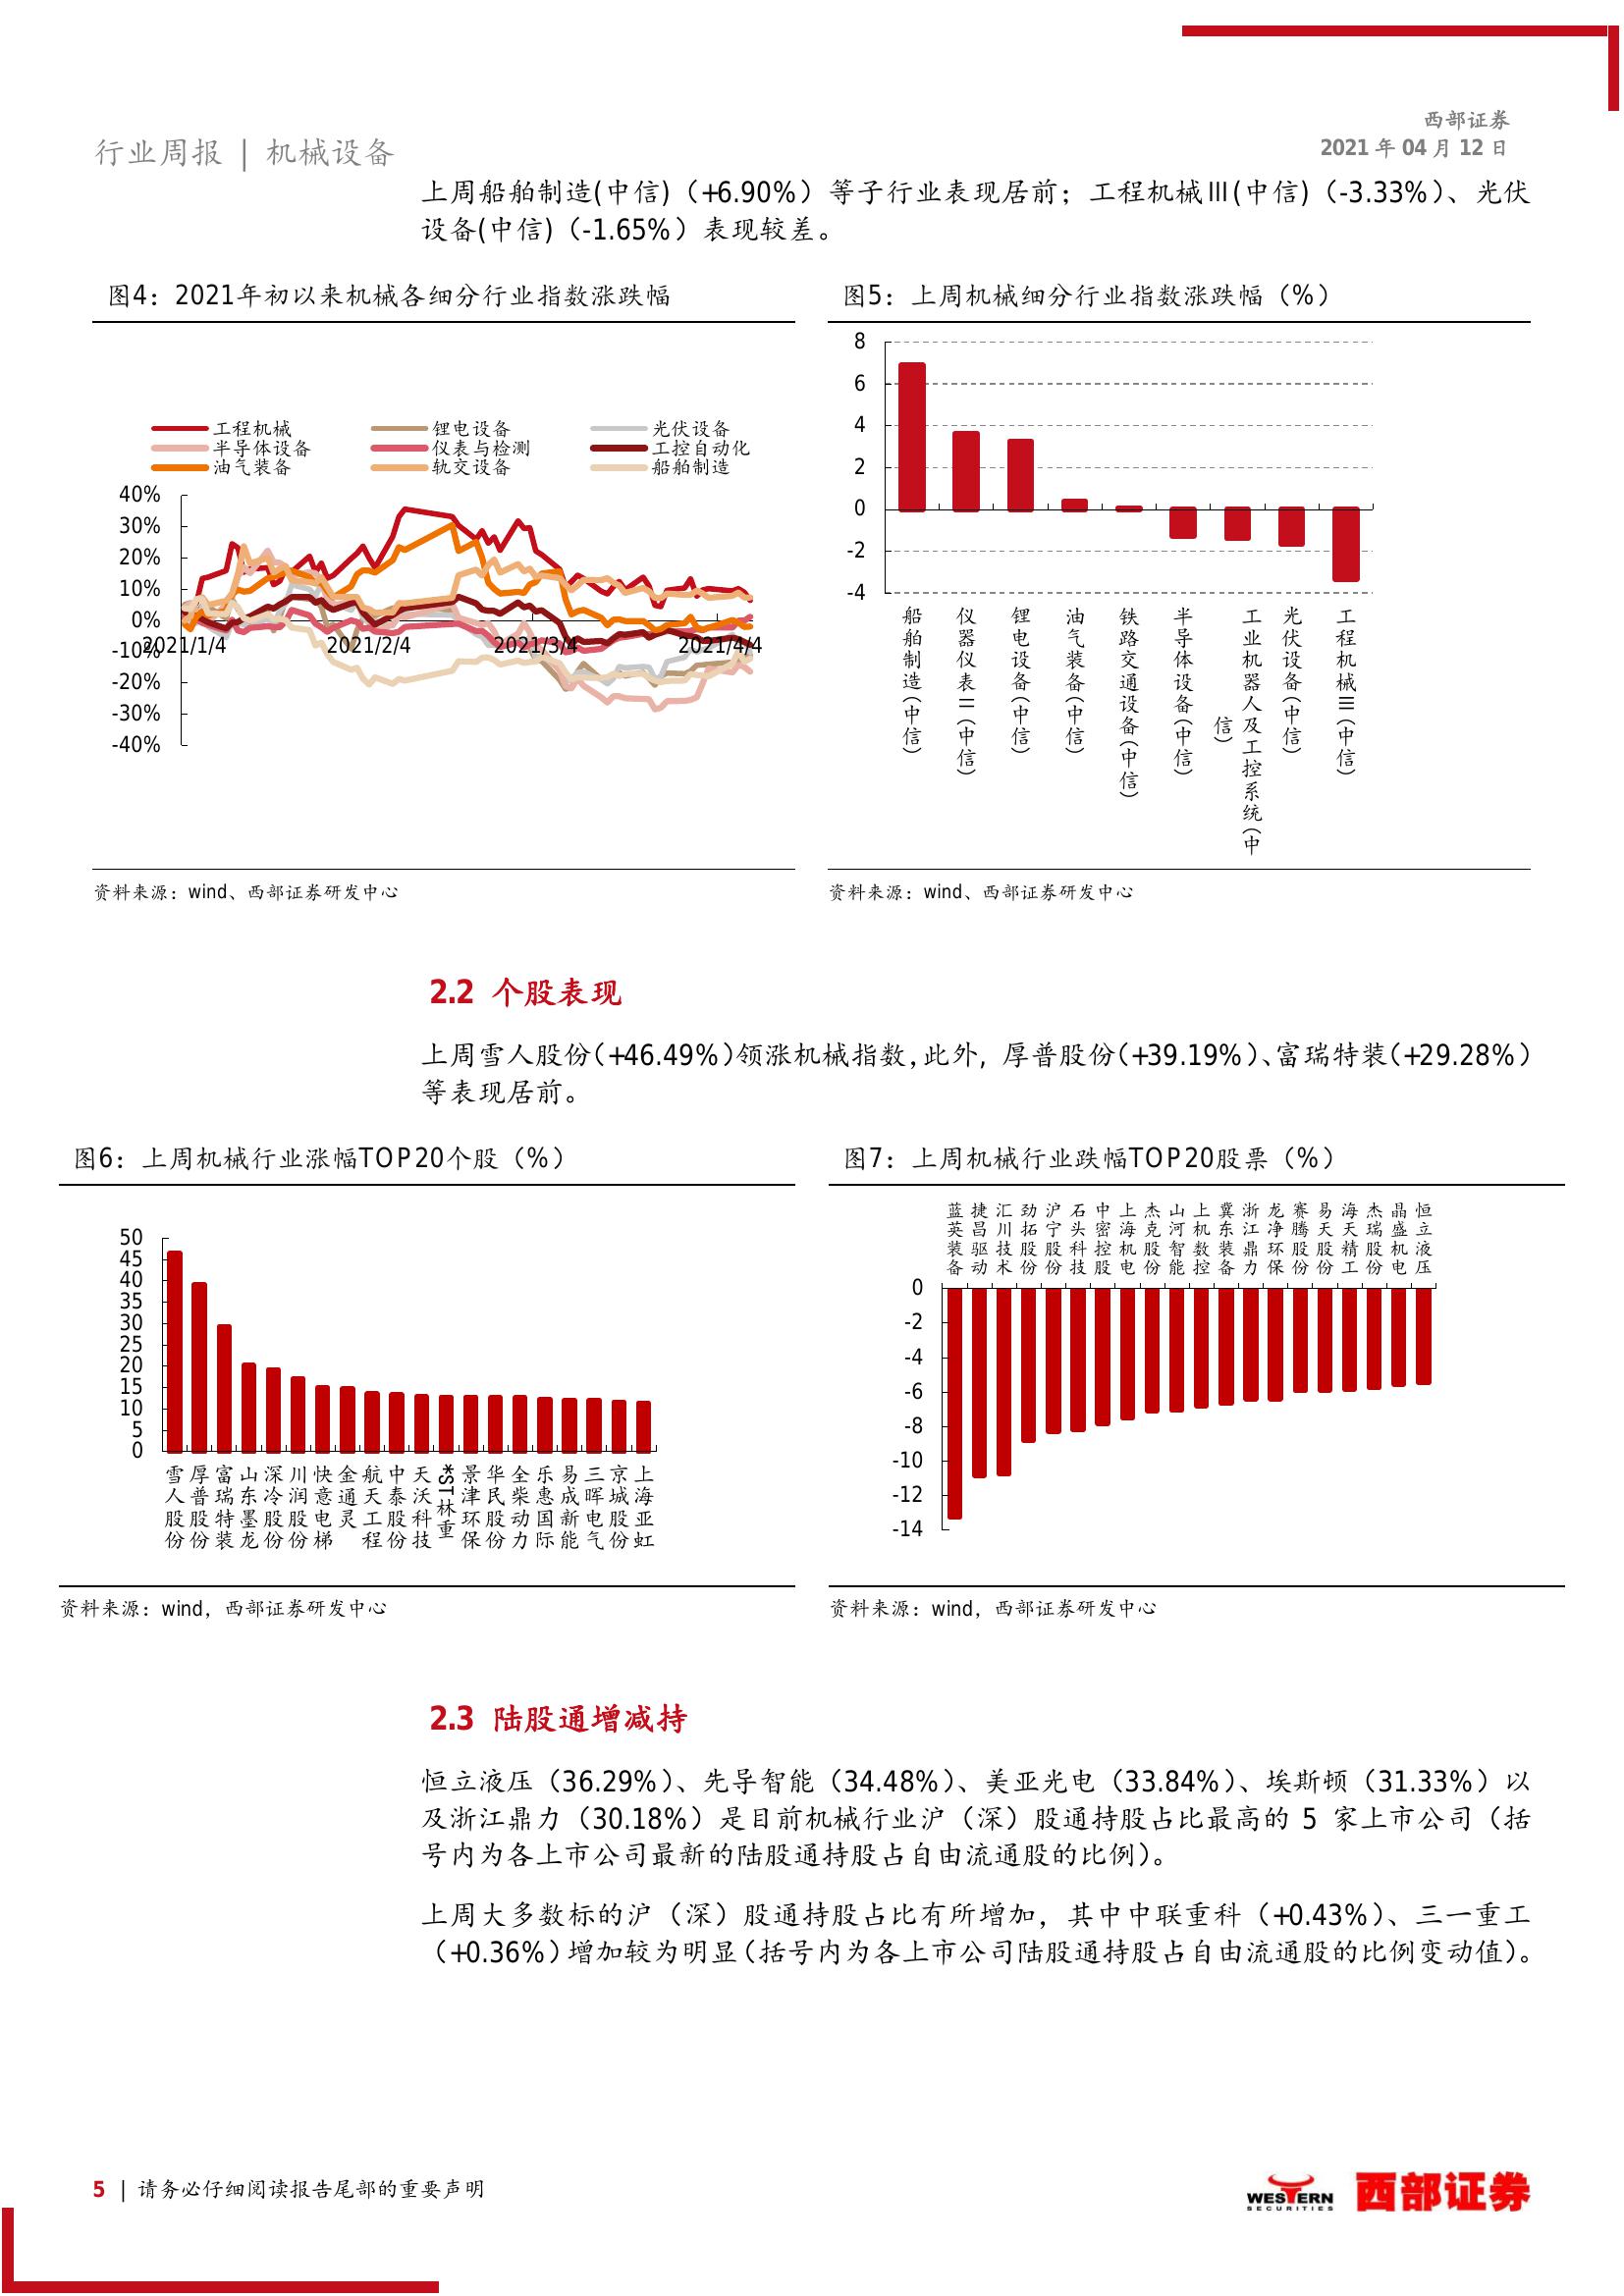 西部证券
行业周报 | 机械设备
2021 年 04 月 12 日
上周船舶制造(中信)（+6.90%）等子行业表现居前；工程机械Ⅲ(中信)（-3.33%）、光伏
设备(中信)（-1.65%）表现较差。
图4：2021年初以来机械各细分行业指数涨跌幅
工程机械 锂电设备 光伏设备
半导体设备 仪表与检测 工控自动化
油气装备 轨交设备 船舶制造
40%
30%
20%
10%
0%
-10%
-20%
-30%
-40%
2021/1/4 2021/2/4 2021/3/4 2021/4/4
资料来源：wind、西部证券研发中心
图5：上周机械细分行业指数涨跌幅（%）
8
6
4
2
0
-2
-4
船舶制造(中信)
仪器仪表Ⅱ(中信)
锂电设备(中信)
油气装备(中信)
铁路交通设备(中信)
半导体设备(中信)
工业机器人及工控系统(中
信)
光伏设备(中信)
工程机械Ⅲ(中信)
资料来源：wind、西部证券研发中心
2.2 个股表现
上周雪人股份(+46.49%)领涨机械指数，此外，厚普股份(+39.19%)、富瑞特装(+29.28%)
等表现居前。
图6：上周机械行业涨幅TOP20个股（%）
50
45
40
35
30
25
20
15
10
5
0
雪人股份
厚普股份
富瑞特装
山东墨龙
深冷股份
川润股份
快意电梯
金通灵
航天工程
中泰股份
天沃科技
*ST林重
景津环保
华民股份
全柴动力
乐惠国际
易成新能
三晖电气
京城股份
上海亚虹
资料来源：wind，西部证券研发中心
图7：上周机械行业跌幅TOP20股票（%）
蓝英装备
捷昌驱动
汇川技术
劲拓股份
沪宁股份
石头科技
中密控股
上海机电
杰克股份
山河智能
上机数控
冀东装备
浙江鼎力
龙净环保
赛腾股份
易天股份
海天精工
杰瑞股份
晶盛机电
恒立液压
0
-2
-4
-6
-8
-10
-12
-14
资料来源：wind，西部证券研发中心
2.3 陆股通增减持
恒立液压（36.29%）、先导智能（34.48%）、美亚光电（33.84%）、埃斯顿（31.33%）以
及浙江鼎力（30.18%）是目前机械行业沪（深）股通持股占比最高的 5 家上市公司（括
号内为各上市公司最新的陆股通持股占自由流通股的比例）。
上周大多数标的沪（深）股通持股占比有所增加，其中中联重科（+0.43%）、三一重工
（+0.36%）增加较为明显（括号内为各上市公司陆股通持股占自由流通股的比例变动值）。
5 | 请务必仔细阅读报告尾部的重要声明
WESTERN
SECURITIES
西部证券